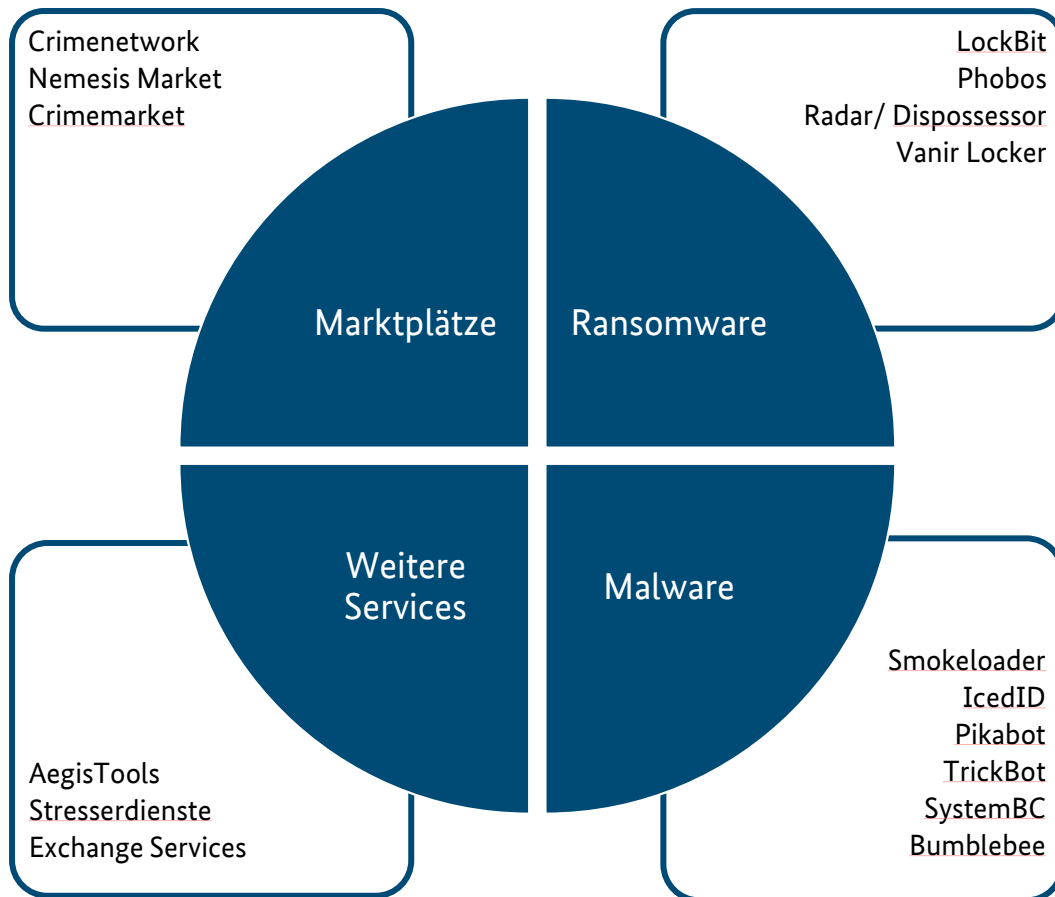 Crimenetwork
Nemesis Market
Crimemarket
LockBit
Phobos
Radar/ Dispossessor
Vanir Locker
Marktplätze
Ransomware
Weitere
Services
Malware
AegisTools
Stresserdienste
Exchange Services
Smokeloader
IcedID
Pikabot
TrickBot
SystemBC
Bumblebee